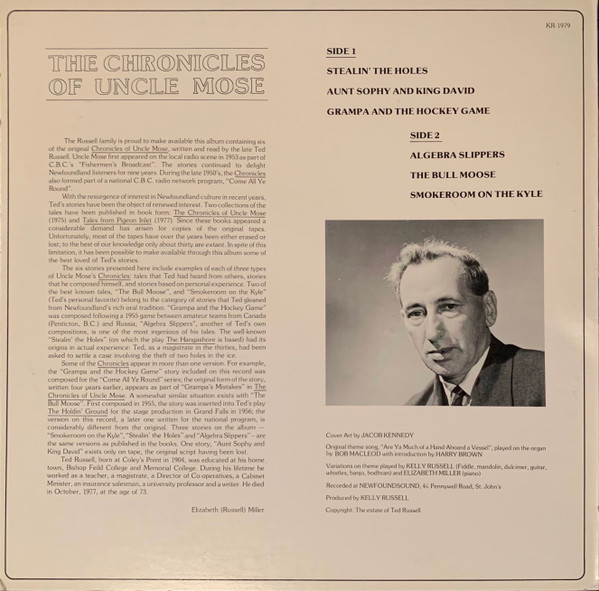 KR-1979
THE CHRONICLES
OF UNCLE MOSE
The Russell family is proud to make available this album containing six
of the original Chronicles of Uncle Mose, written and read by the late Ted
Russell. Uncle Mose first appeared on the local radio scene in 1953 as part of
C.B.C.'s "Fishermen's Broadcast". The stories continued to delight
Newfoundland listeners for nine years. During the late 1950's, the Chronicles
also formed part of a national C.B.C. radio network program, "Come All Ye
Round".
With the resurgence of interest in Newfoundland culture in recent years,
Ted's stories have been the object of renewed interest. Two collections of the
tales have been published in book form: The Chronicles of Uncle Mose
(1975) and Tales from Pigeon Inlet (1977). Since these books appeared a
considerable demand has arisen for copies of the original tapes.
Unfortunately, most of the tapes have over the years been either erased or
lost; to the best of our knowledge only about thirty are extant. In spite of this
limitation, it has been possible to make available through this album some of
the best loved of Ted's stories.
The six stories presented here include examples of each of three types
of Uncle Mose's Chronicles: tales that Ted had heard from others, stories
that he composed himself, and stories based on personal experience. Two of
the best known tales, "The Bull Moose", and "Smokeroom on the Kyle"
(Ted's personal favorite) belong to the category of stories that Ted gleaned
from Newfoundland's rich oral tradition: "Grampa and the Hockey Game"
was composed following a 1955 game between amateur teams from Canada
(Penticton, B.C.) and Russia; "Algebra Slippers", another of Ted's own
compositions, is one of the most ingenious of his tales. The well-known
"Stealin' the Holes" (on which the play The Hangashore is based) had its
origins in actual experience: Ted, as a magistrate in the thirties, had been
asked to settle a case involving the theft of two holes in the ice.
Some of the Chronicles appear in more than one version. For example,
the "Grampa and the Hockey Game" story included on this record was
composed for the "Come All Ye Round" series; the original form of the story,
written four years earlier, appears as part of "Grampa's Mistakes" in The
Chronicles of Uncle Mose. A somewhat similar situation exists with "The
Bull Moose". First composed in 1955, the story was inserted into Ted's play
The Holdin' Ground for the stage production in Grand Falls in 1956; the
version on this record, a later one written for the national program, is
considerably different from the original. Three stories on the album –
"Smokeroom on the Kyle", "Stealin' the Holes" and "Algebra Slippers" - are
the same versions as published in the books. One story, "Aunt Sophy and
King David" exists only on tape, the original script having been lost.
Ted Russell, born at Coley's Point in 1904, was educated at his home
town, Bishop Feild College and Memorial College. During his lifetime he
worked as a teacher, a magistrate, a Director of Co-operatives, a Cabinet
Minister, an insurance salesman, a university professor and a writer. He died
in October, 1977, at the age of 73.
Elizabeth (Russell) Miller
SIDE 1
STEALIN' THE HOLES
AUNT SOPHY AND KING DAVID
GRAMPA AND THE HOCKEY GAME
SIDE 2
ALGEBRA SLIPPERS
THE BULL MOOSE
SMOKEROOM ON THE KYLE
Cover Art by JACOB KENNEDY
Original theme song, "Are Ya Much of a Hand Aboard a Vessel", played on the organ
by BOB MACLEOD with introduction by HARRY BROWN
Variations on theme played by KELLY RUSSELL (Fiddle, mandolin, dulcimer, guitar,
whistles, banjo, bodhran) and ELIZABETH MILLER (piano)
Recorded at NEWFOUNDSOUND, Pennywell Road, St. John's
Produced by KELLY RUSSELL
Copyright: The estate of Ted Russell